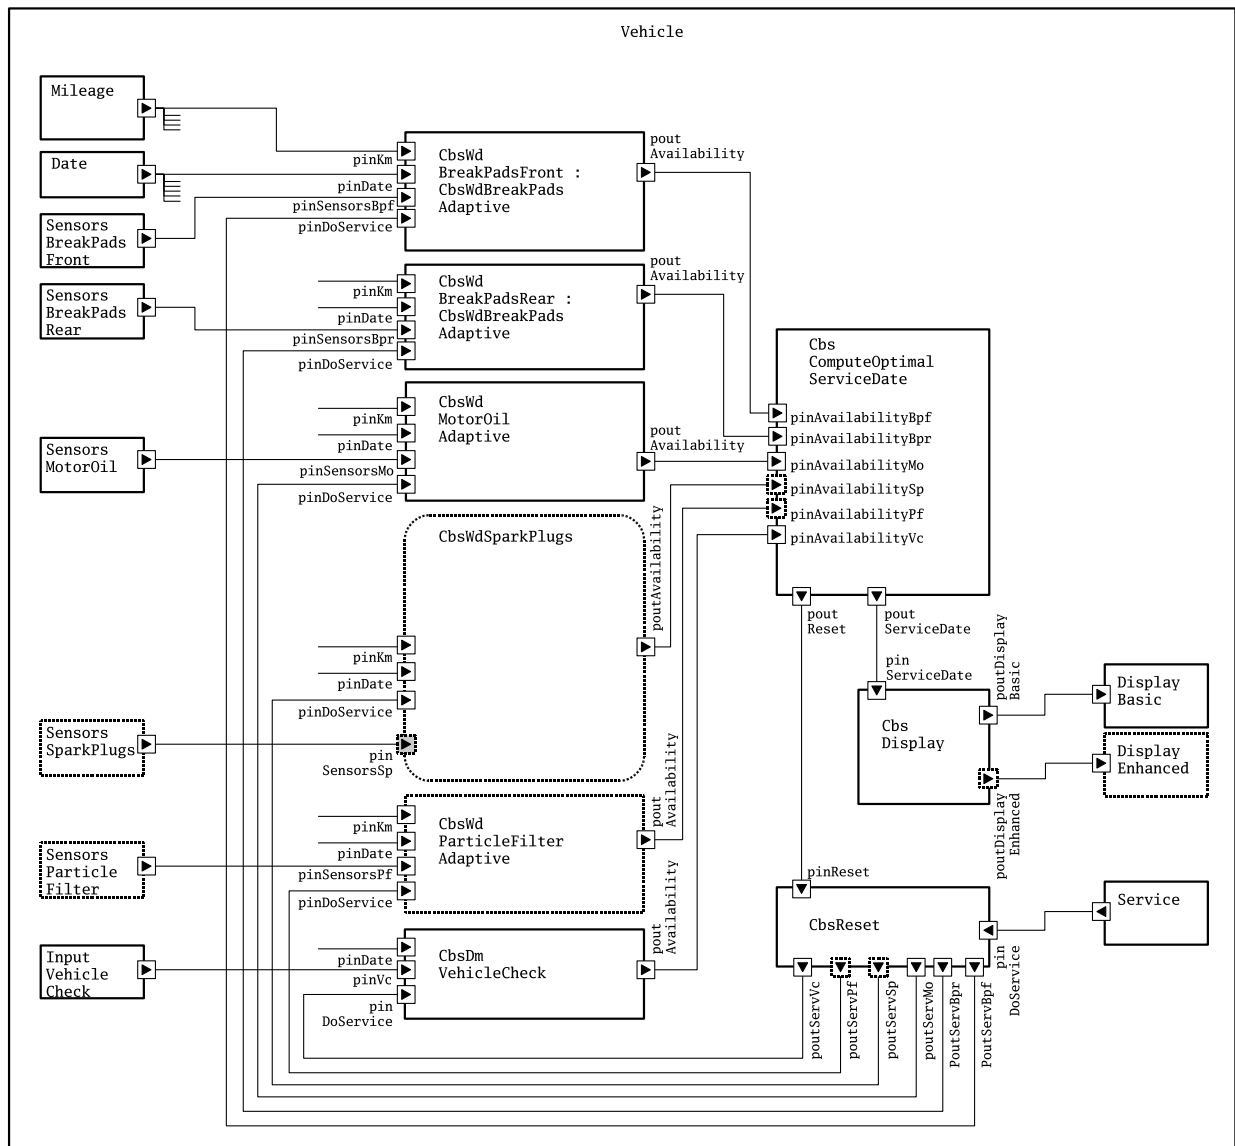 Vehicle
Mileage
Date
Sensors
BreakPads
Front
Sensors
BreakPads
Rear
Sensors
MotorOil
Sensors
SparkPlugs
Sensors
Particle
Filter
Input
Vehicle
Check
pinKm
pinDate
pinSensorsBpf
pinDoService
CbsWd
BreakPadsFront :
CbsWdBreakPads
Adaptive
pout
Availability
pinKm
pinDate
pinSensorsBpr
pinDoService
CbsWd
BreakPadsRear :
CbsWdBreakPads
Adaptive
pout
Availability
pinKm
pinDate
pinSensorsMo
pinDoService
CbsWd
MotorOil
Adaptive
pout
Availability
CbsWdSparkPlugs
pinKm
pinDate
pinDoService
pin
SensorsSp
poutAvailability
pinKm
pinDate
pinSensorsPf
pinDoService
CbsWd
ParticleFilter
Adaptive
pout
Availability
pinDate
pinVc
pin
DoService
CbsDm
VehicleCheck
pout
Availability
Cbs
ComputeOptimal
ServiceDate
pinAvailabilityBpf
pinAvailabilityBpr
pinAvailabilityMo
pinAvailabilitySp
pinAvailabilityPf
pinAvailabilityVc
pout
Reset
pout
ServiceDate
pin
ServiceDate
Cbs
Display
poutDisplay
Basic
poutDisplay
Enhanced
Display
Basic
Display
Enhanced
pinReset
CbsReset
pin
DoService
Service
poutServVc
poutServPf
poutServSp
poutServMo
PoutServBpr
PoutServBpf